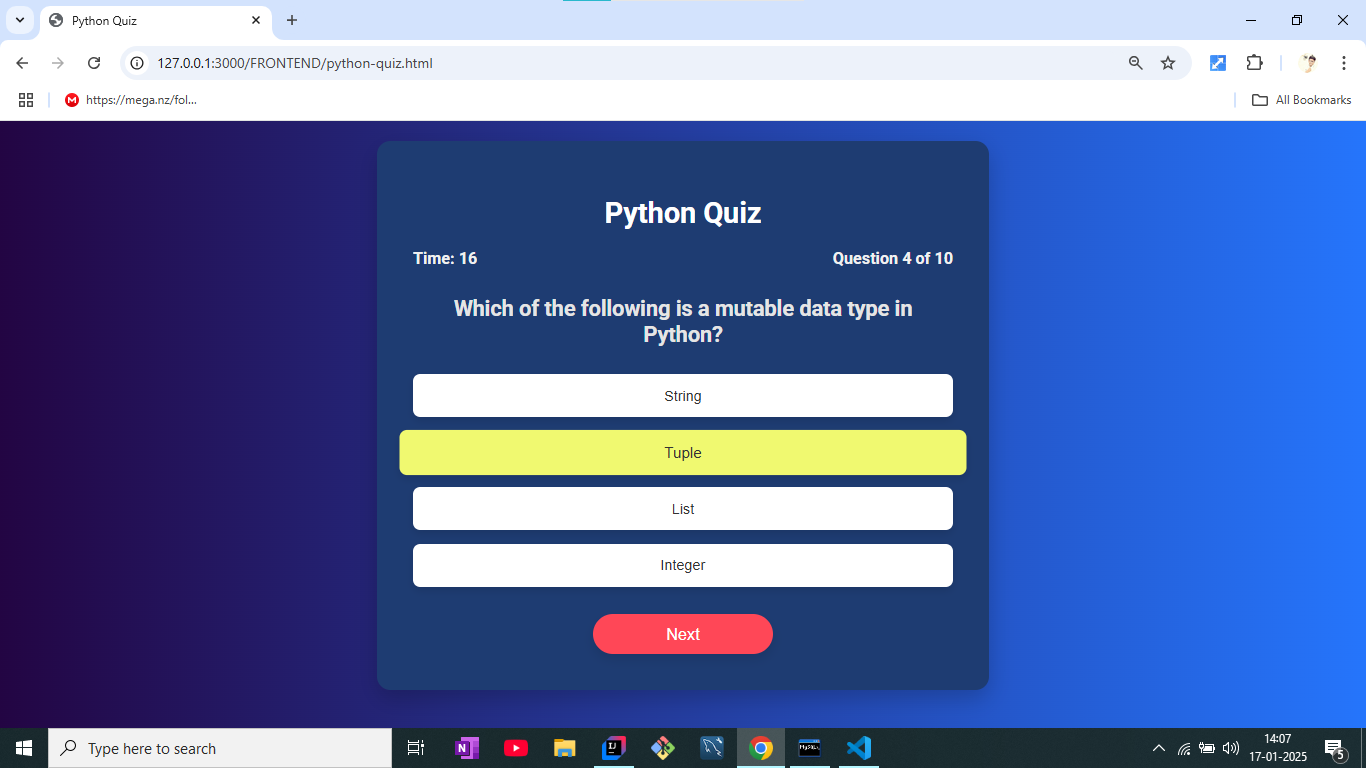 Python Quiz
127.0.0.1:3000/FRONTEND/python-quiz.html
M https://mega.nz/fol...
All Bookmarks
Python Quiz
Time: 16
Question 4 of 10
Which of the following is a mutable data type in
Python?
String
Tuple
List
Integer
Next
Type here to search
N
IJ
MySQL
14:07
17-01-2025
5